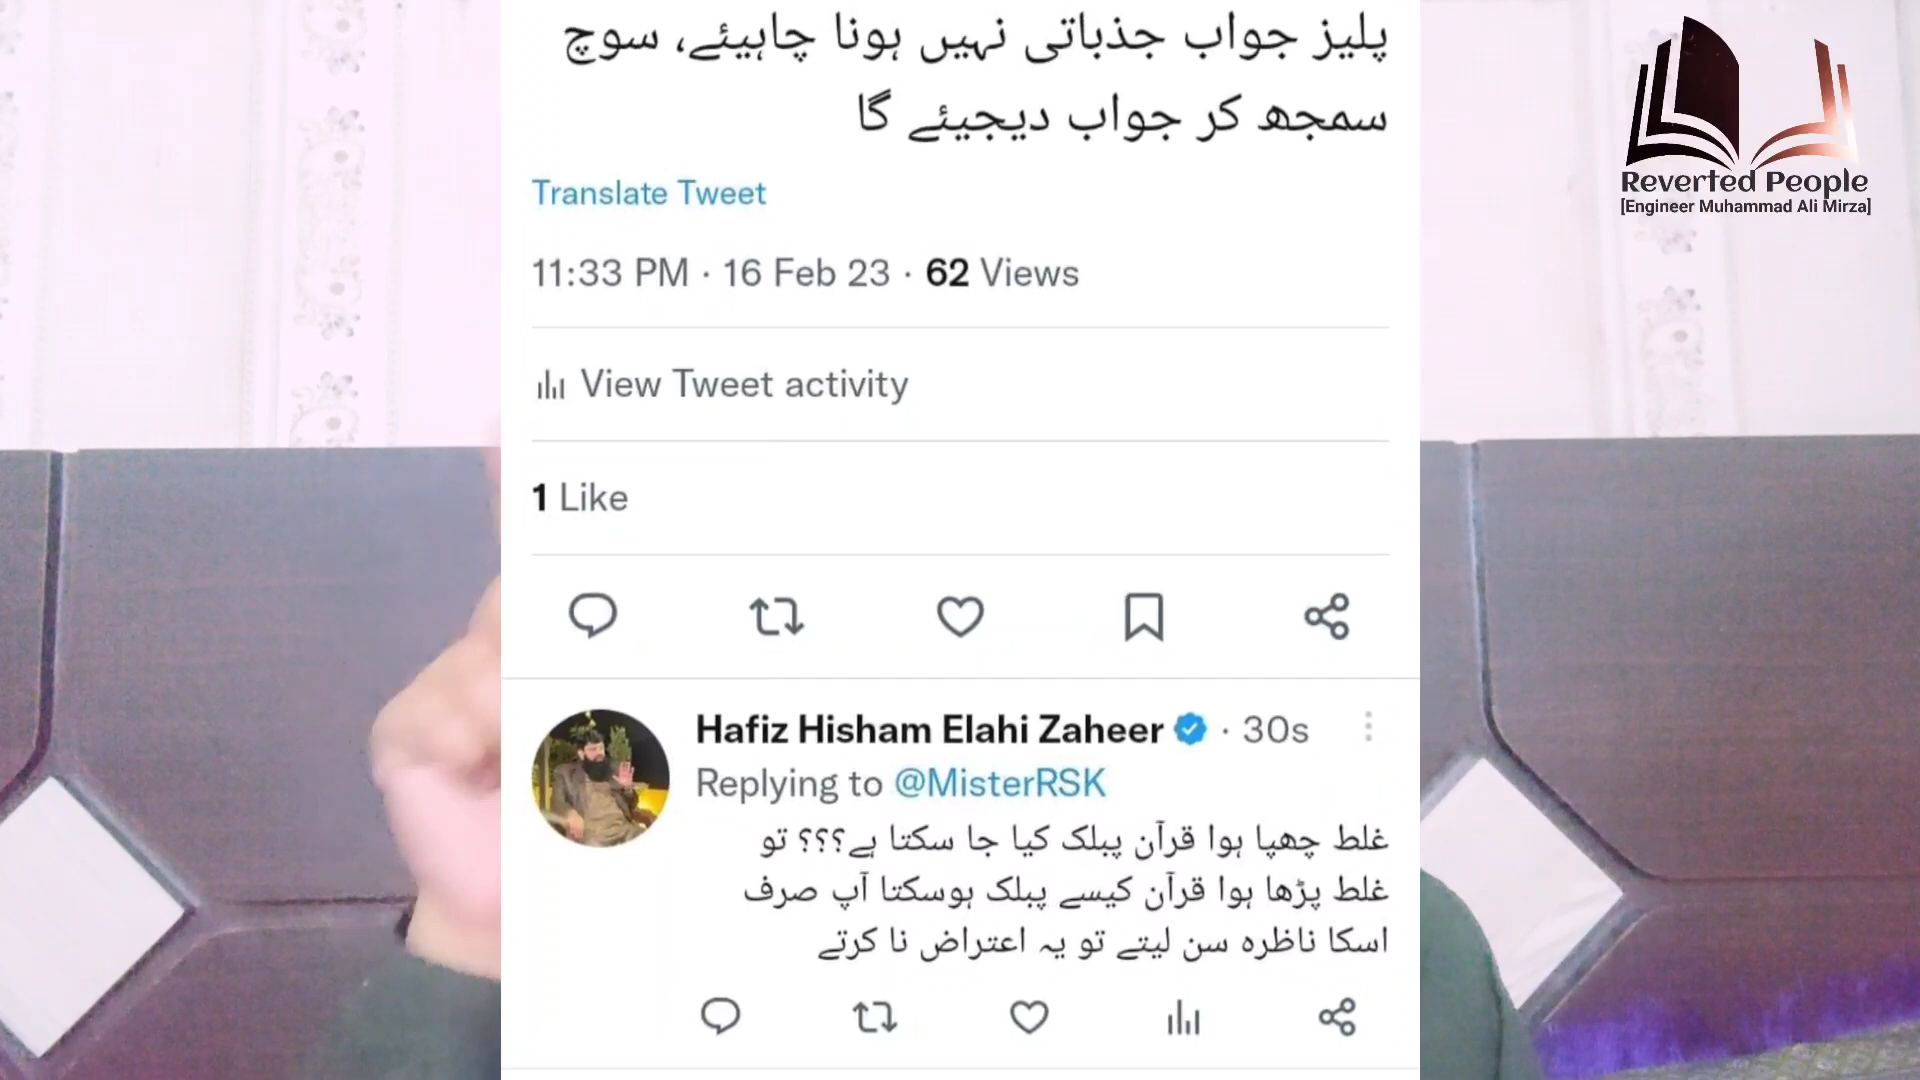 پلیز جواب جذباتی نہیں ہونا چاہیئے، سوچ
سمجھ کر جواب دیجیئے گا
Translate Tweet
11:33 PM · 16 Feb 23 · 62 Views
View Tweet activity
1 Like
Hafiz Hisham Elahi Zaheer · 30s
Replying to @MisterRSK
غلط چھپا ہوا قرآن پبلک کیا جا سکتا ہے؟؟؟ تو
غلط پڑھا ہوا قرآن کیسے پبلک ہوسکتا آپ صرف
اسکا ناظرہ سن لیتے تو یہ اعتراض نا کرتے
Reverted People
[Engineer Muhammad Ali Mirza]